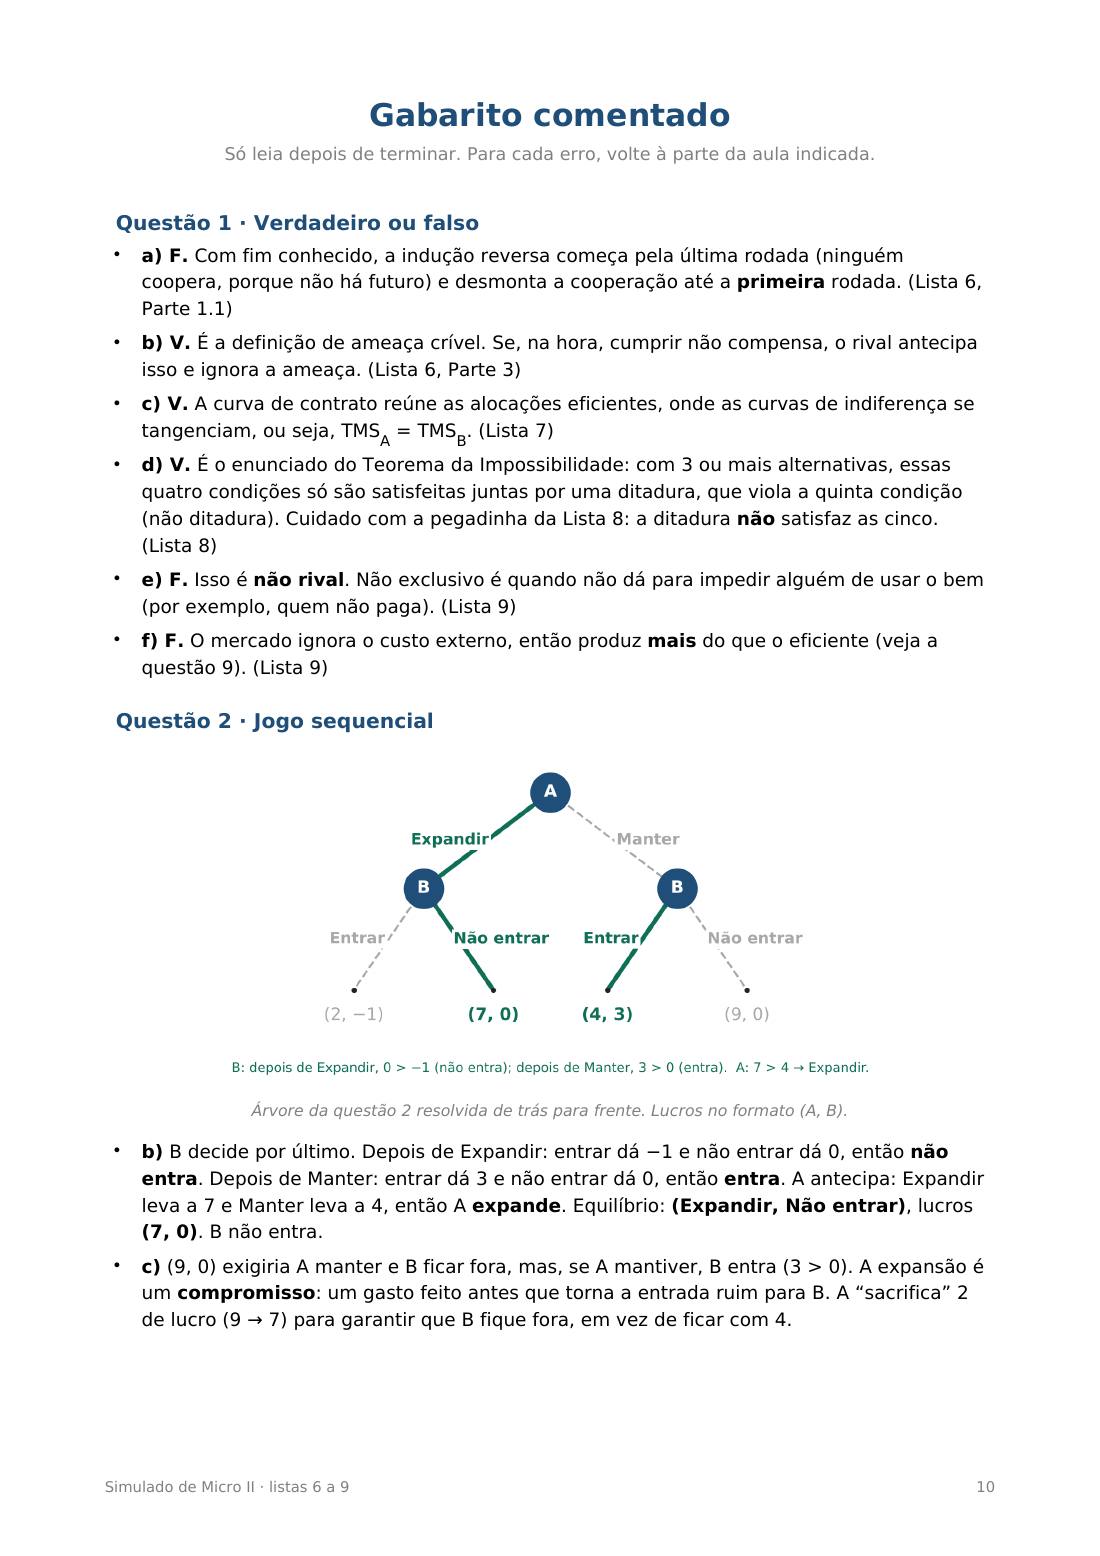 Gabarito comentado
Só leia depois de terminar. Para cada erro, volte à parte da aula indicada.
Questão 1 · Verdadeiro ou falso
• a) F. Com fim conhecido, a indução reversa começa pela última rodada (ninguém
coopera, porque não há futuro) e desmonta a cooperação até a primeira rodada. (Lista 6,
Parte 1.1)
• b) V. É a definição de ameaça crível. Se, na hora, cumprir não compensa, o rival antecipa
isso e ignora a ameaça. (Lista 6, Parte 3)
• c) V. A curva de contrato reúne as alocações eficientes, onde as curvas de indiferença se
tangenciam, ou seja, TMSA = TMSB. (Lista 7)
• d) V. É o enunciado do Teorema da Impossibilidade: com 3 ou mais alternativas, essas
quatro condições só são satisfeitas juntas por uma ditadura, que viola a quinta condição
(não ditadura). Cuidado com a pegadinha da Lista 8: a ditadura não satisfaz as cinco.
(Lista 8)
• e) F. Isso é não rival. Não exclusivo é quando não dá para impedir alguém de usar o bem
(por exemplo, quem não paga). (Lista 9)
• f) F. O mercado ignora o custo externo, então produz mais do que o eficiente (veja a
questão 9). (Lista 9)
Questão 2 · Jogo sequencial
A
Expandir Manter
B B
Entrar Não entrar Entrar Não entrar
(2, −1) (7, 0) (4, 3) (9, 0)
B: depois de Expandir, 0 > −1 (não entra); depois de Manter, 3 > 0 (entra). A: 7 > 4 → Expandir.
Árvore da questão 2 resolvida de trás para frente. Lucros no formato (A, B).
• b) B decide por último. Depois de Expandir: entrar dá −1 e não entrar dá 0, então não
entra. Depois de Manter: entrar dá 3 e não entrar dá 0, então entra. A antecipa: Expandir
leva a 7 e Manter leva a 4, então A expande. Equilíbrio: (Expandir, Não entrar), lucros
(7, 0). B não entra.
• c) (9, 0) exigiria A manter e B ficar fora, mas, se A mantiver, B entra (3 > 0). A expansão é
um compromisso: um gasto feito antes que torna a entrada ruim para B. A “sacrifica” 2
de lucro (9 → 7) para garantir que B fique fora, em vez de ficar com 4.
Simulado de Micro II · listas 6 a 9 10